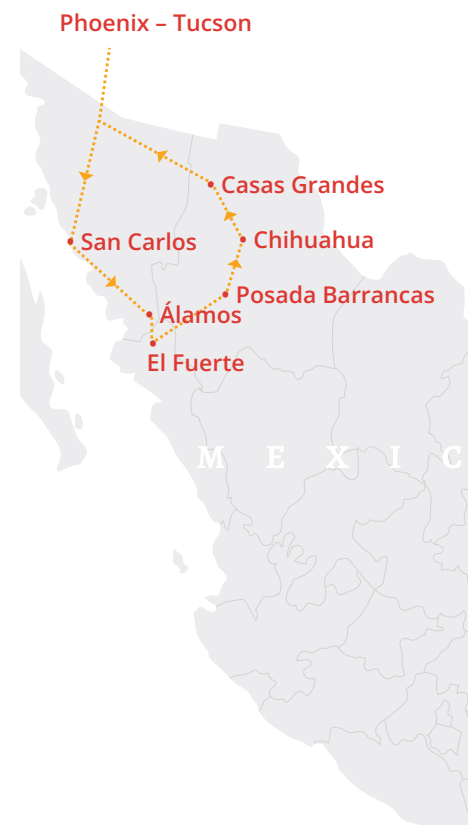 Phoenix – Tucson
Casas Grandes
San Carlos
Chihuahua
Posada Barrancas
Álamos
El Fuerte
M E X I C